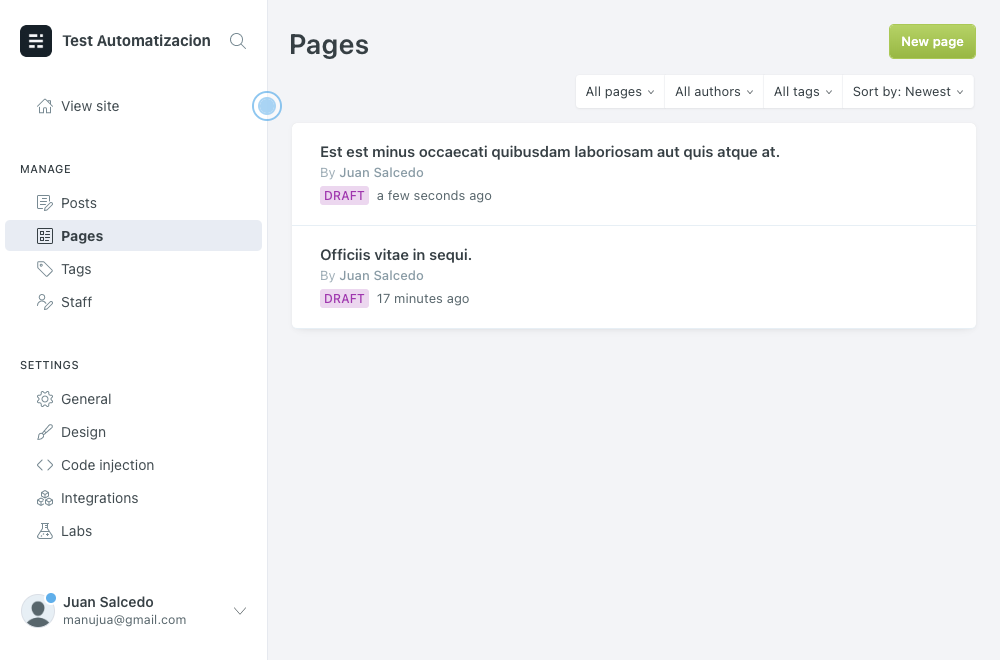 Test Automatizacion
View site
MANAGE
Posts
Pages
Tags
Staff
SETTINGS
General
Design
Code injection
Integrations
Labs
Juan Salcedo
manujua@gmail.com
Pages
New page
All pages
All authors
All tags
Sort by: Newest
Est est minus occaecati quibusdam laboriosam aut quis atque at.
By Juan Salcedo
DRAFT a few seconds ago
Officiis vitae in sequi.
By Juan Salcedo
DRAFT 17 minutes ago